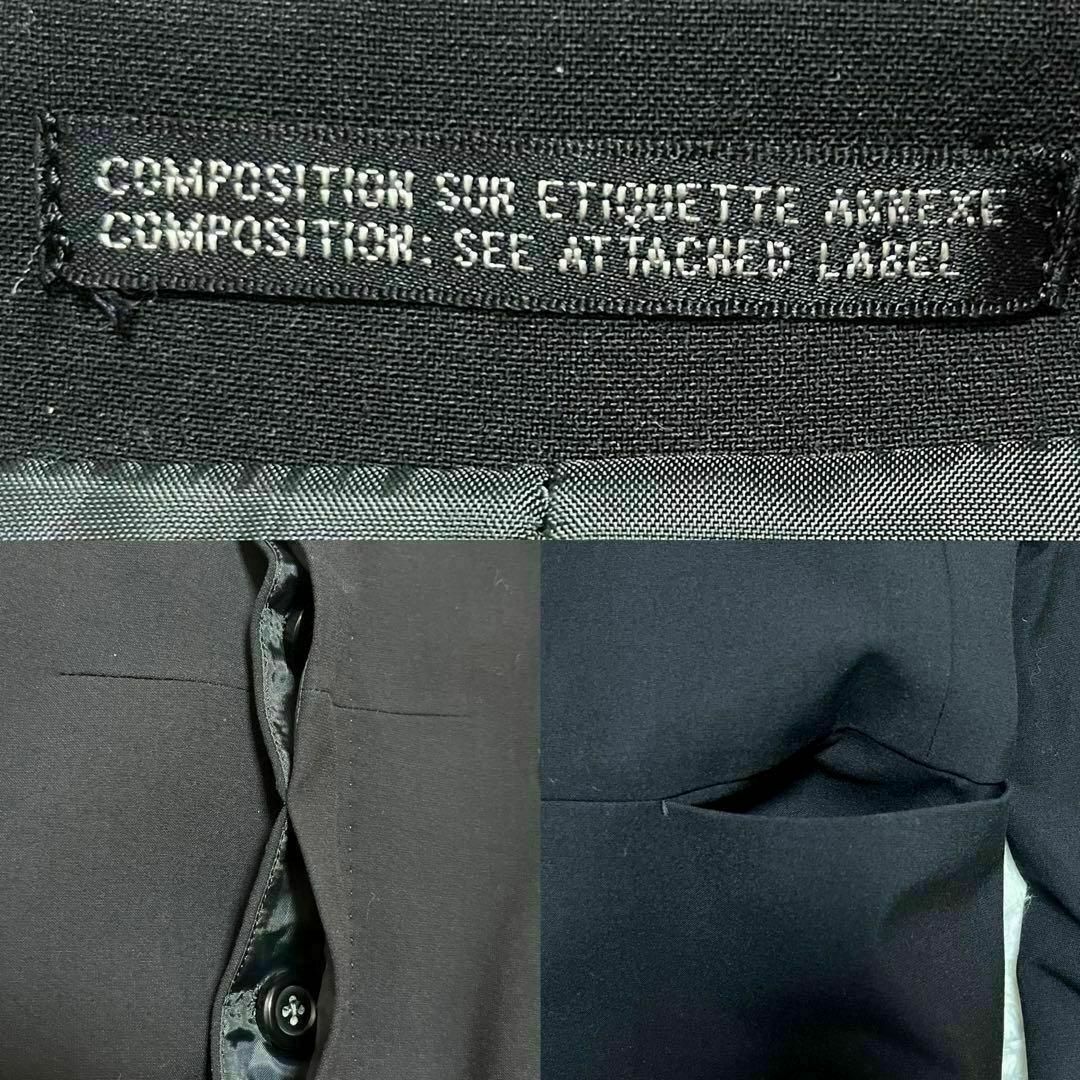 COMPOSITION SUR ETIQUETTE ANNEXE
COMPOSITION: SEE ATTACHED LABEL